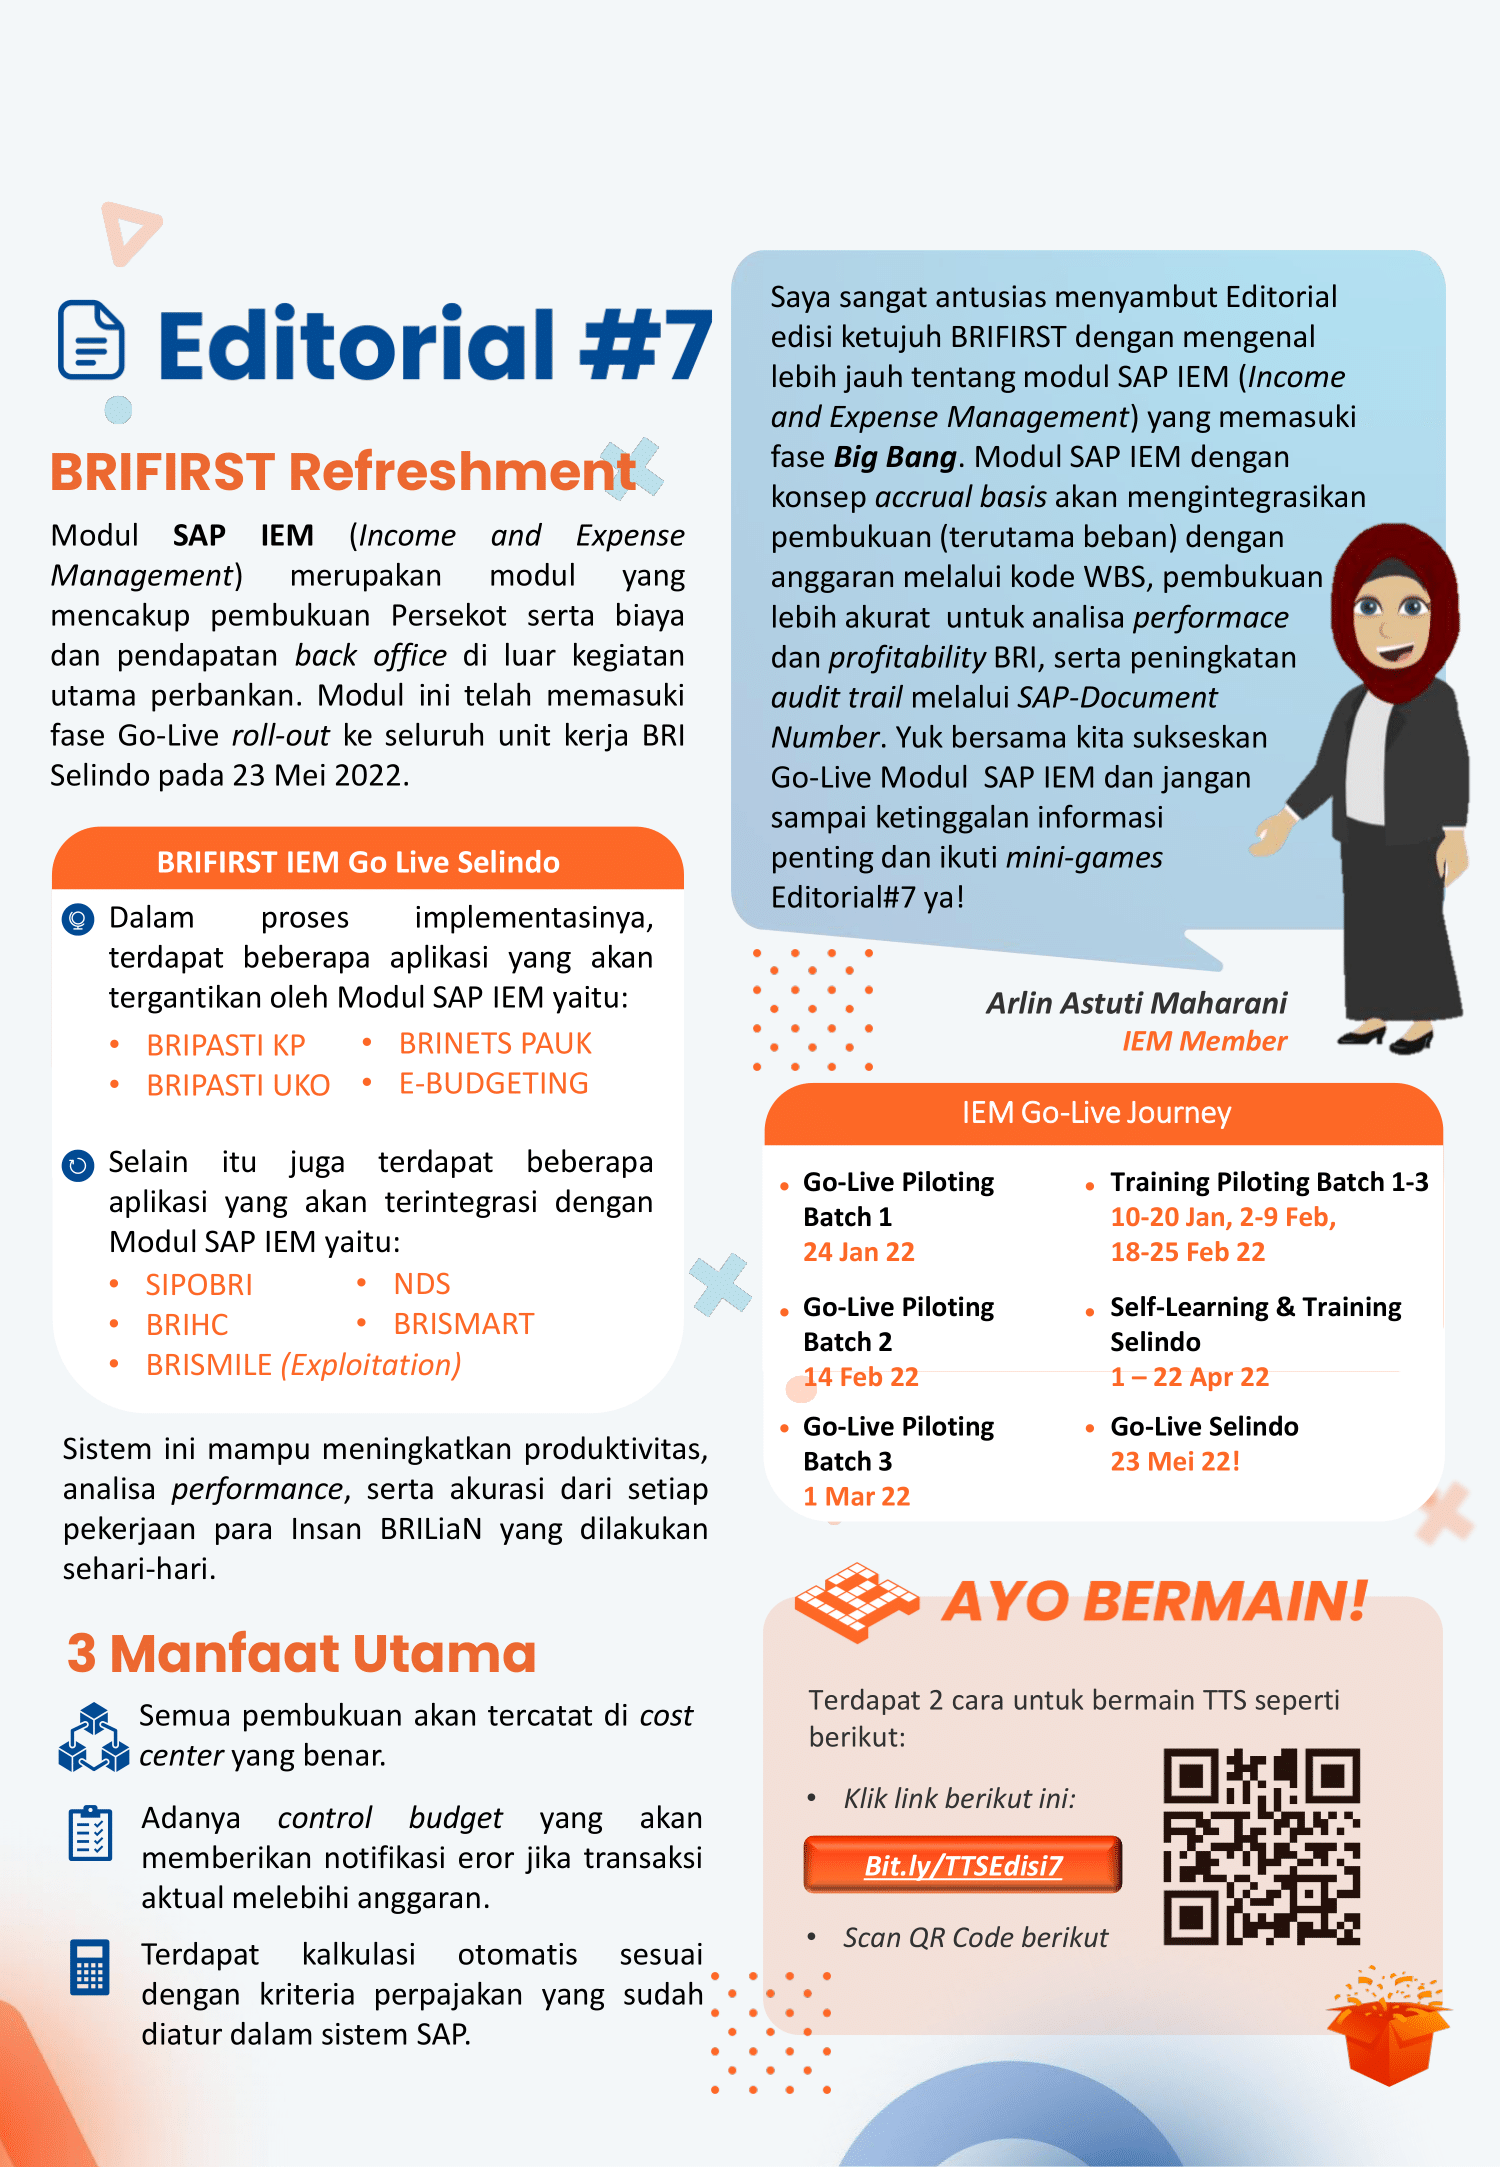 Editorial #7
BRIFIRST Refreshment
Modul SAP IEM (Income and Expense
Management) merupakan modul yang
mencakup pembukuan Persekot serta biaya
dan pendapatan back office di luar kegiatan
utama perbankan. Modul ini telah memasuki
fase Go-Live roll-out ke seluruh unit kerja BRI
Selindo pada 23 Mei 2022.
BRIFIRST IEM Go Live Selindo
Dalam proses implementasinya,
terdapat beberapa aplikasi yang akan
tergantikan oleh Modul SAP IEM yaitu:
• BRIPASTI KP
• BRIPASTI UKO
• BRINETS PAUK
• E-BUDGETING
Selain itu juga terdapat beberapa
aplikasi yang akan terintegrasi dengan
Modul SAP IEM yaitu:
• SIPOBRI
• BRIHC
• BRISMILE (Exploitation)
• NDS
• BRISMART
Sistem ini mampu meningkatkan produktivitas,
analisa performance, serta akurasi dari setiap
pekerjaan para Insan BRILiaN yang dilakukan
sehari-hari.
3 Manfaat Utama
Semua pembukuan akan tercatat di cost
center yang benar.
Adanya control budget yang akan
memberikan notifikasi eror jika transaksi
aktual melebihi anggaran.
Terdapat kalkulasi otomatis sesuai
dengan kriteria perpajakan yang sudah
diatur dalam sistem SAP.
Saya sangat antusias menyambut Editorial
edisi ketujuh BRIFIRST dengan mengenal
lebih jauh tentang modul SAP IEM (Income
and Expense Management) yang memasuki
fase Big Bang. Modul SAP IEM dengan
konsep accrual basis akan mengintegrasikan
pembukuan (terutama beban) dengan
anggaran melalui kode WBS, pembukuan
lebih akurat untuk analisa performace
dan profitability BRI, serta peningkatan
audit trail melalui SAP-Document
Number. Yuk bersama kita sukseskan
Go-Live Modul SAP IEM dan jangan
sampai ketinggalan informasi
penting dan ikuti mini-games
Editorial#7 ya!
Arlin Astuti Maharani
IEM Member
IEM Go-Live Journey
• Go-Live Piloting
Batch 1
24 Jan 22
• Go-Live Piloting
Batch 2
14 Feb 22
• Go-Live Piloting
Batch 3
1 Mar 22
• Training Piloting Batch 1-3
10-20 Jan, 2-9 Feb,
18-25 Feb 22
• Self-Learning & Training
Selindo
1 – 22 Apr 22
• Go-Live Selindo
23 Mei 22!
AYO BERMAIN!
Terdapat 2 cara untuk bermain TTS seperti
berikut:
• Klik link berikut ini:
Bit.ly/TTSEdisi7
• Scan QR Code berikut